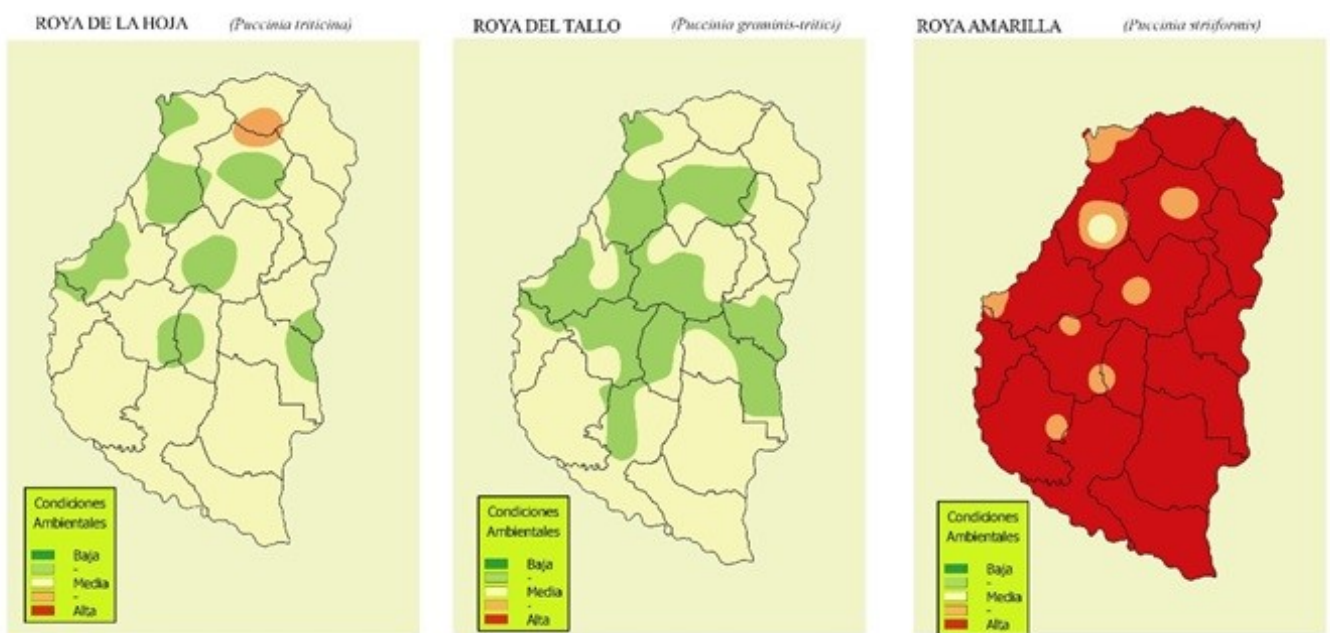 ROYA DE LA HOJA (Puccinia triticina)
Condiciones
Ambientales
Baja
-
Media
-
Alta
ROYA DEL TALLO (Puccinia graminis-tritici)
Condiciones
Ambientales
Baja
-
Media
-
Alta
ROYA AMARILLA (Puccinia striiformis)
Condiciones
Ambientales
Baja
-
Media
-
Alta